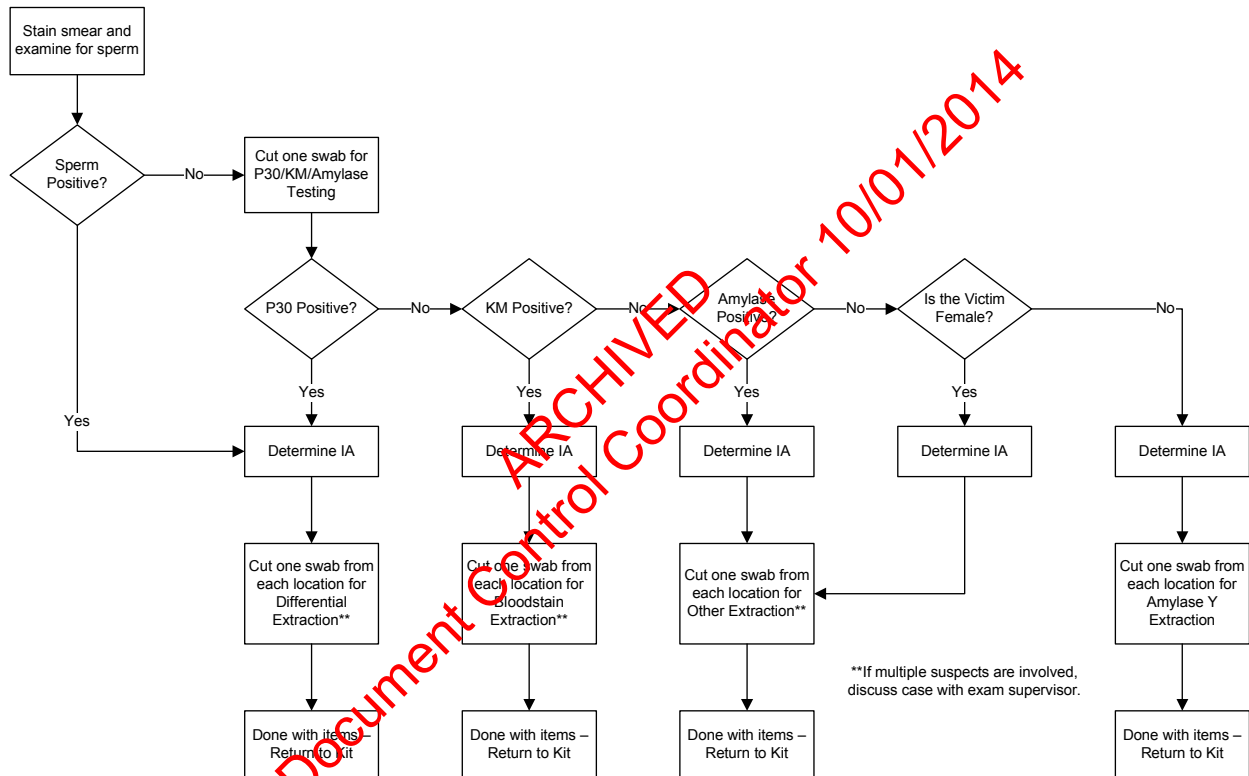 Stain smear and
examine for sperm
Sperm
Positive?
No
Cut one swab for
P30/KM/Amylase
Testing
P30 Positive?
No
KM Positive?
No
Amylase
Positive?
No
Is the Victim
Female?
No
Yes
Yes
Yes
Yes
Yes
Determine IA
Determine IA
Determine IA
Determine IA
Determine IA
Cut one swab from
each location for
Differential
Extraction**
Cut one swab from
each location for
Bloodstain
Extraction**
Cut one swab from
each location for
Other Extraction**
Cut one swab from
each location for
Amylase Y
Extraction
**If multiple suspects are involved,
discuss case with exam supervisor.
Done with items –
Return to Kit
Done with items –
Return to Kit
Done with items –
Return to Kit
Done with items –
Return to Kit
ARCHIVED
Document Control Coordinator 10/01/2014